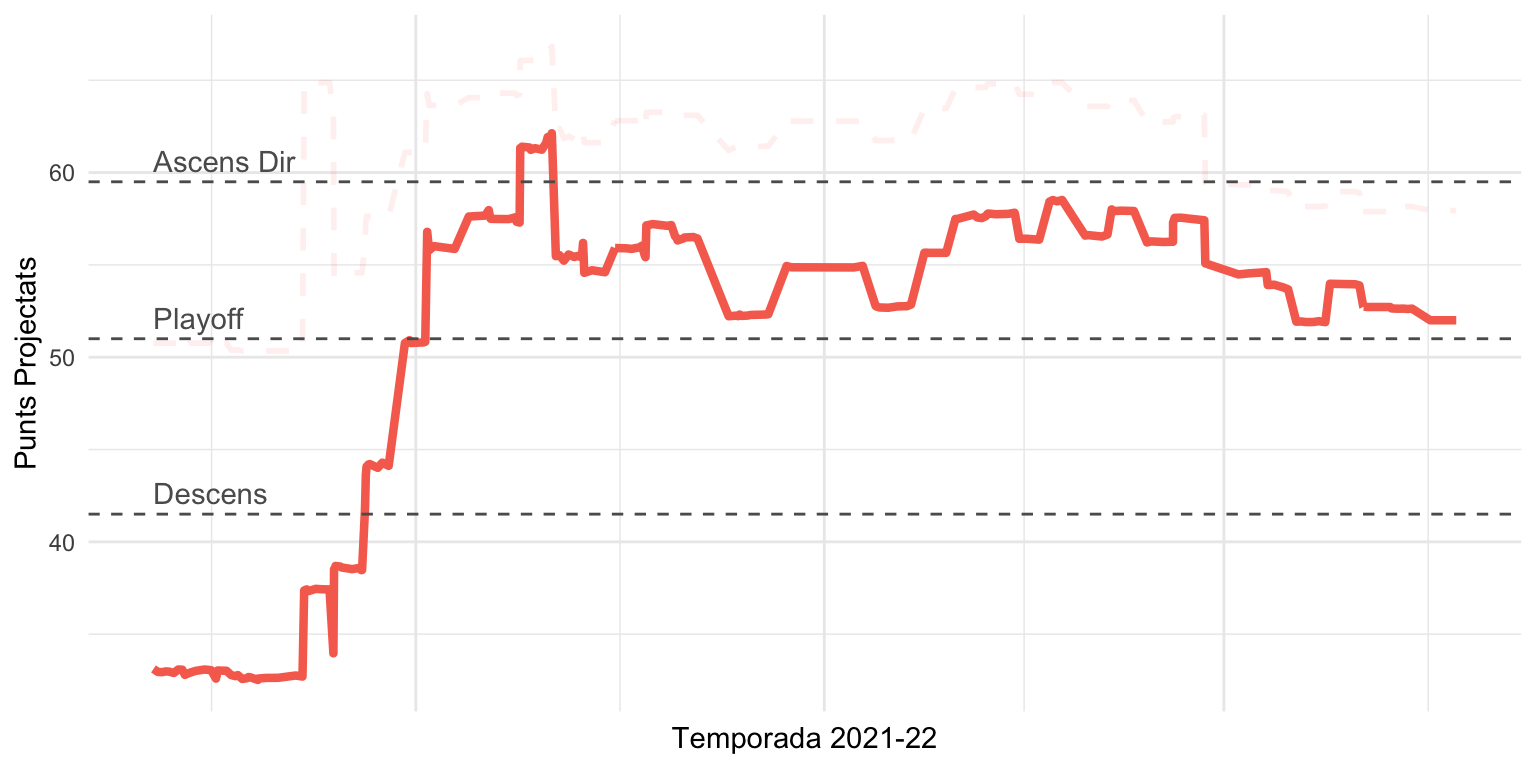 Ascens Dir
60
Playoff
50
Descens
40
Punts Projectats
Temporada 2021-22